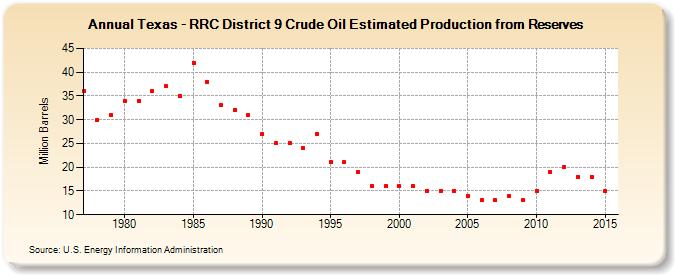 Annual Texas - RRC District 9 Crude Oil Estimated Production from Reserves
Million Barrels
45
40
35
30
25
20
15
10
1980 1985 1990 1995 2000 2005 2010 2015
Source: U.S. Energy Information Administration